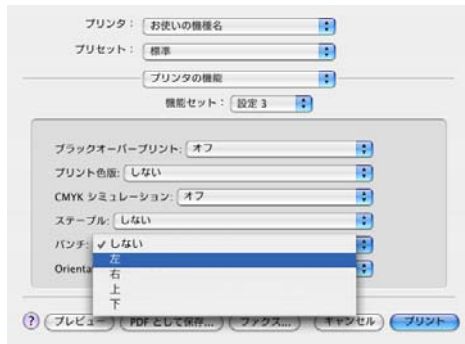 プリンタ： お使いの機種名
プリセット： 標準
プリンタの機能
機能セット： 設定 3
ブラックオーバープリント: オフ
プリント色版: しない
CMYK シミュレーション: オフ
ステープル: しない
パンチ: ✓ しない
左
Orienta
右
上
下
? プレビュー PDF として保存... ファクス... キャンセル プリント